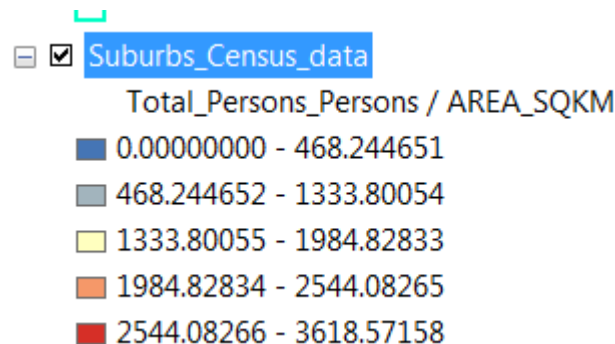 Suburbs_Census_data
Total_Persons_Persons / AREA_SQKM
0.00000000 - 468.244651
468.244652 - 1333.80054
1333.80055 - 1984.82833
1984.82834 - 2544.08265
2544.08266 - 3618.57158